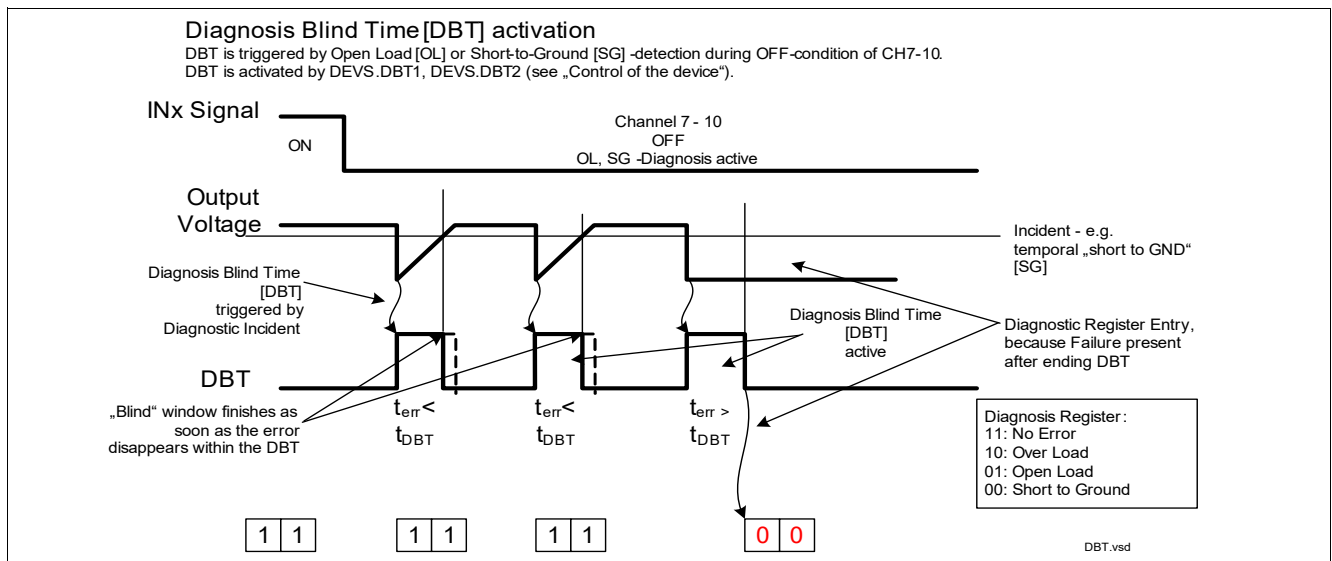 Diagnosis Blind Time [DBT] activation
DBT is triggered by Open Load [OL] or Short-to-Ground [SG] -detection during OFF-condition of CH7-10.
DBT is activated by DEVS.DBT1, DEVS.DBT2 (see „Control of the device“).
INx Signal
ON
Channel 7 - 10
OFF
OL, SG -Diagnosis active
Output
Voltage
Incident - e.g.
temporal „short to GND“
[SG]
Diagnosis Blind Time
[DBT]
triggered by
Diagnostic Incident
Diagnosis Blind Time
[DBT]
active
Diagnostic Register Entry,
because Failure present
after ending DBT
DBT
„Blind“ window finishes as
soon as the error
disappears within the DBT
terr<
tDBT
terr<
tDBT
terr >
tDBT
Diagnosis Register:
11: No Error
10: Over Load
01: Open Load
00: Short to Ground
1 1
1 1
1 1
0 0
DBT.vsd